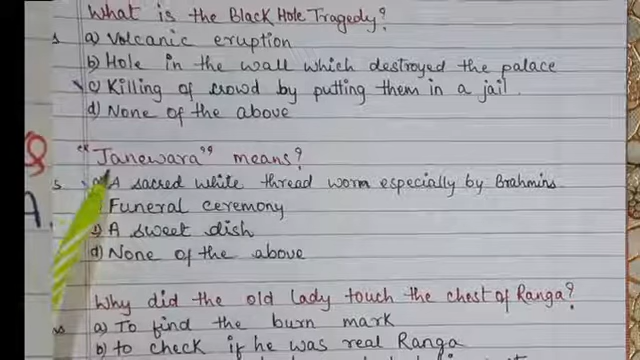 What is the Black Hole Tragedy?
a) Volcanic eruption
b) Hole in the wall which destroyed the palace
c) Killing of crowd by putting them in a jail.
d) None of the above
"Janewara" means?
A sacred white thread worm especially by Brahmins
Funeral ceremony
c) A sweet dish
d) None of the above
Why did the old lady touch the chest of Ranga?
a) To find the burn mark
b) to check if he was real Ranga